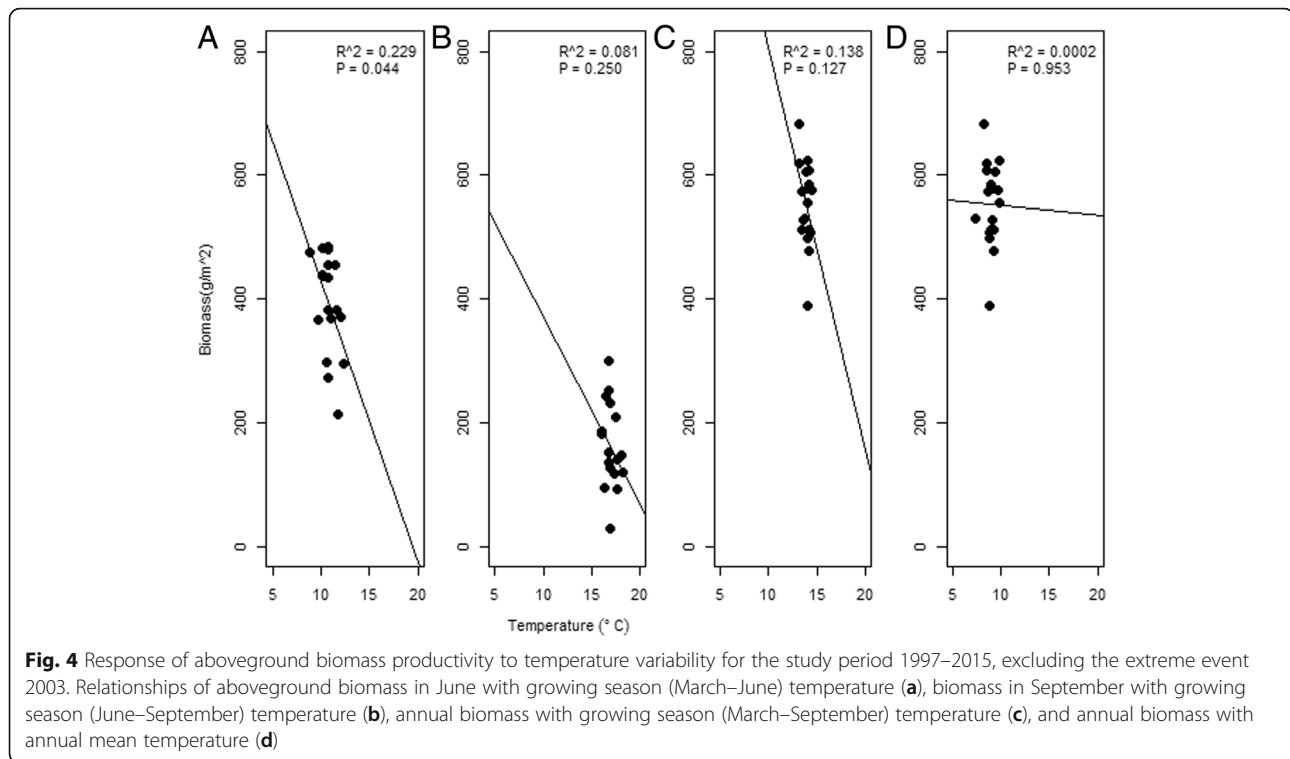 A
B
C
D
R^2 = 0.229
P = 0.044
R^2 = 0.081
P = 0.250
R^2 = 0.138
P = 0.127
R^2 = 0.0002
P = 0.953
Biomass(g/m^2)
0 200 400 600 800
0 200 400 600 800
0 200 400 600 800
0 200 400 600 800
5 10 15 20
5 10 15 20
5 10 15 20
5 10 15 20
Temperature (° C)
Fig. 4 Response of aboveground biomass productivity to temperature variability for the study period 1997–2015, excluding the extreme event
2003. Relationships of aboveground biomass in June with growing season (March–June) temperature (a), biomass in September with growing
season (June–September) temperature (b), annual biomass with growing season (March–September) temperature (c), and annual biomass with
annual mean temperature (d)